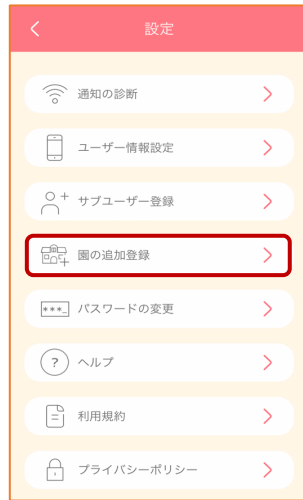 設定
通知の診断
ユーザー情報設定
サブユーザー登録
園の追加登録
***_ パスワードの変更
? ヘルプ
利用規約
プライバシーポリシー